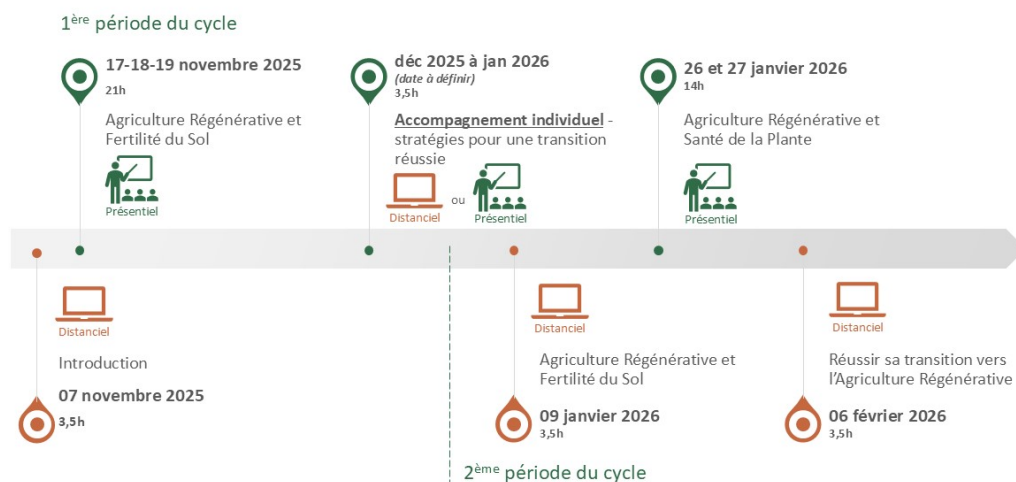 1ère période du cycle
17-18-19 novembre 2025
21h
Agriculture Régénérative et
Fertilité du Sol
Présentiel
déc 2025 à jan 2026
(date à définir)
3,5h
Accompagnement individuel -
stratégies pour une transition
réussie
Distanciel
ou
Présentiel
26 et 27 janvier 2026
14h
Agriculture Régénérative et
Santé de la Plante
Présentiel
Distanciel
Introduction
07 novembre 2025
3,5h
Distanciel
Agriculture Régénérative et
Fertilité du Sol
09 janvier 2026
3,5h
Distanciel
Réussir sa transition vers
l’Agriculture Régénérative
06 février 2026
3,5h
2ème période du cycle